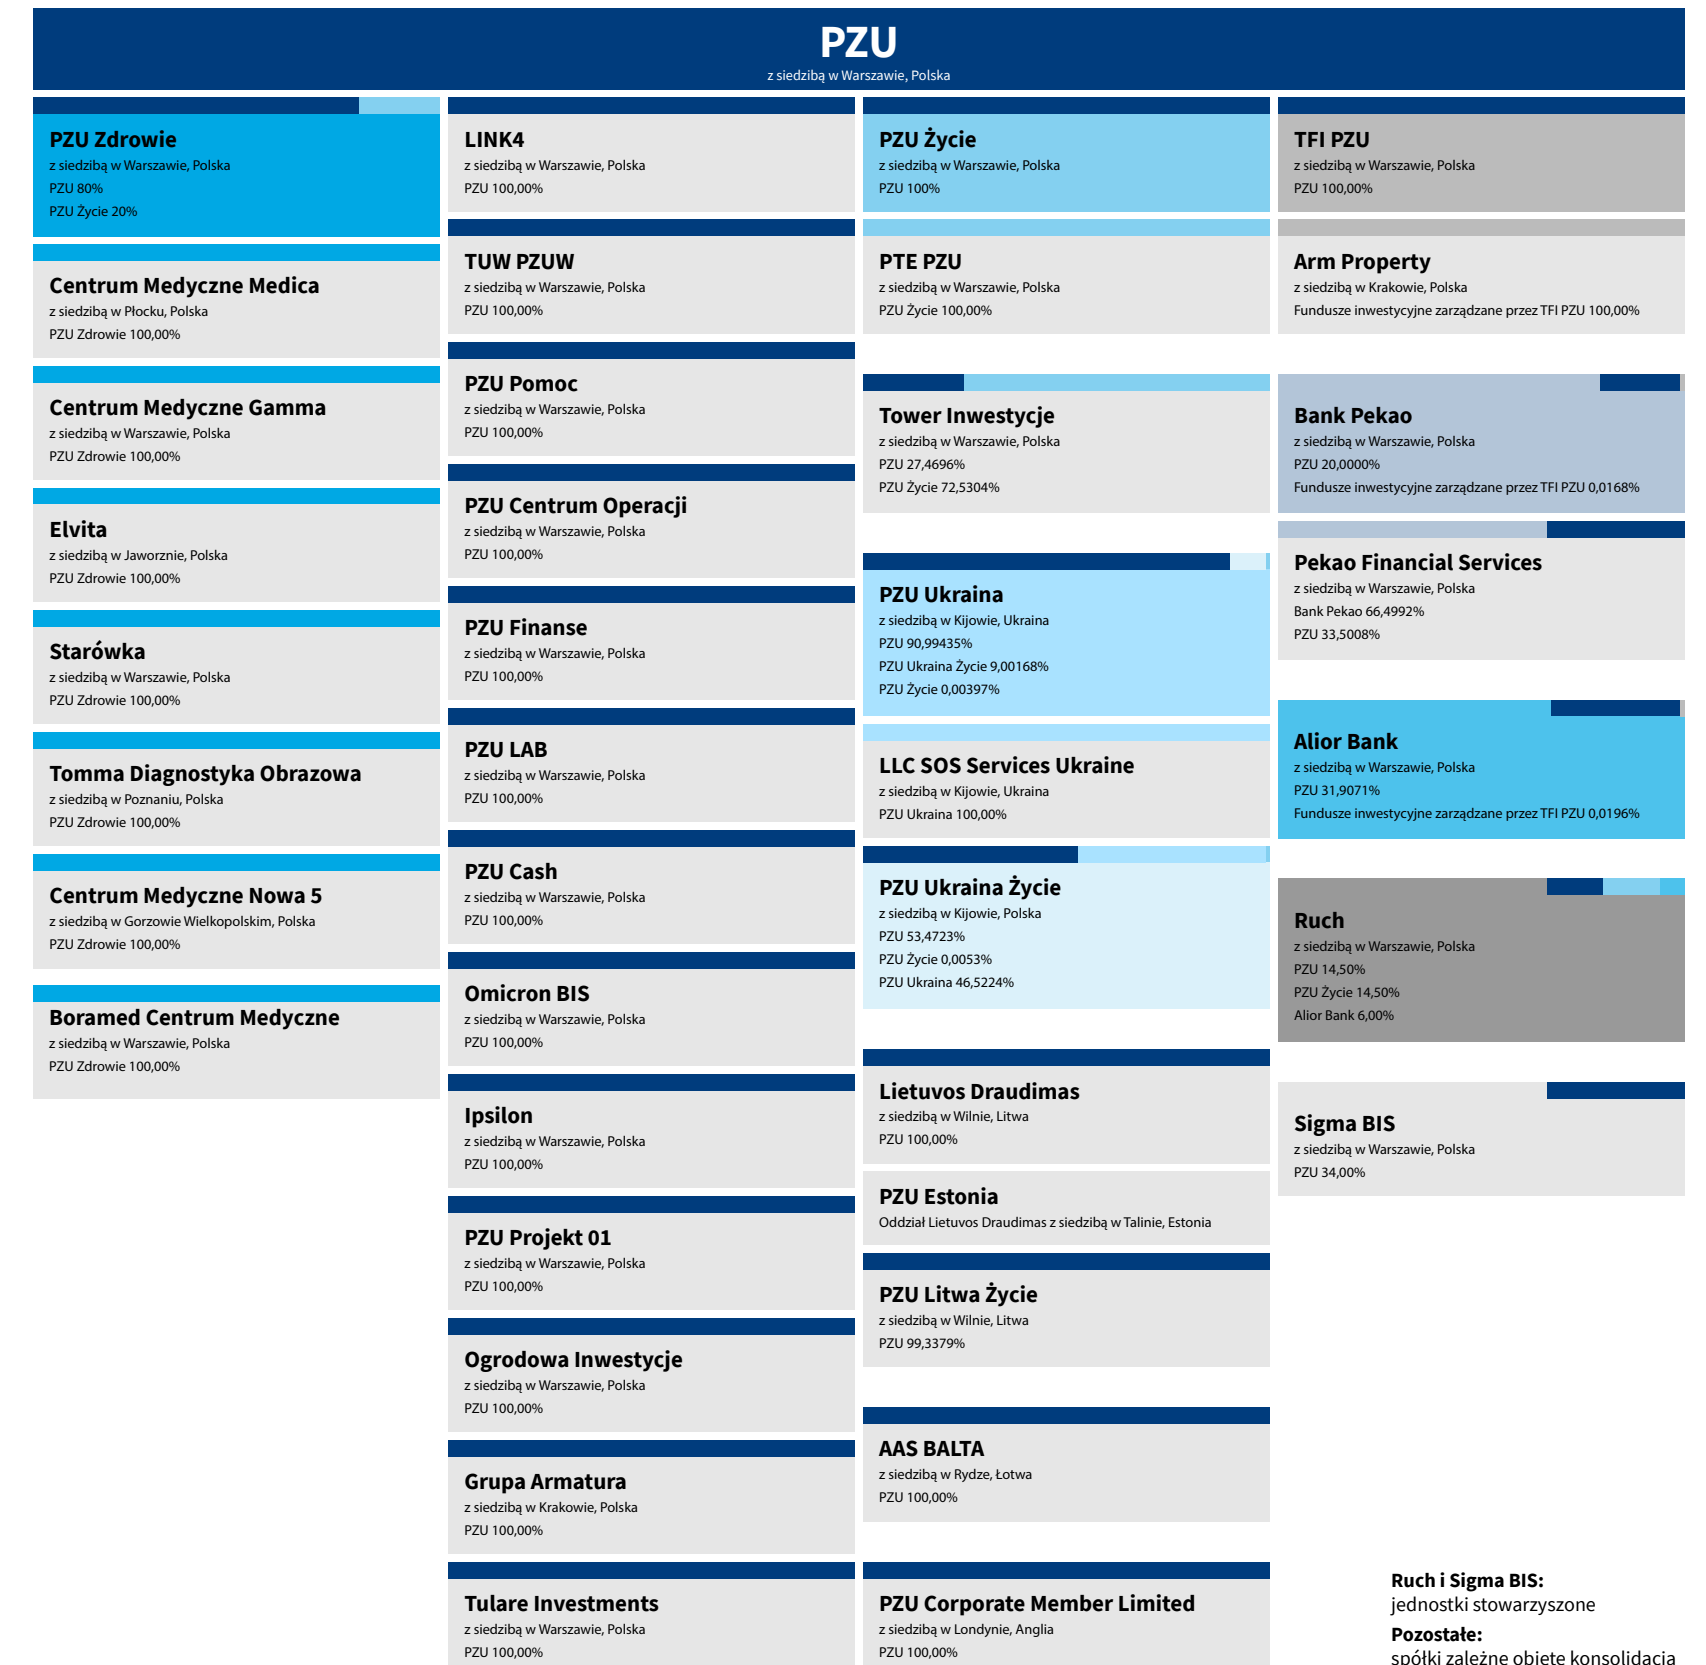 PZU
z siedzibą w Warszawie, Polska
PZU Zdrowie
z siedzibą w Warszawie, Polska
PZU 80%
PZU Życie 20%
Centrum Medyczne Medica
z siedzibą w Płocku, Polska
PZU Zdrowie 100,00%
Centrum Medyczne Gamma
z siedzibą w Warszawie, Polska
PZU Zdrowie 100,00%
Elvita
z siedzibą w Jaworznie, Polska
PZU Zdrowie 100,00%
Starówka
z siedzibą w Warszawie, Polska
PZU Zdrowie 100,00%
Tomma Diagnostyka Obrazowa
z siedzibą w Poznaniu, Polska
PZU Zdrowie 100,00%
Centrum Medyczne Nowa 5
z siedzibą w Gorzowie Wielkopolskim, Polska
PZU Zdrowie 100,00%
Boramed Centrum Medyczne
z siedzibą w Warszawie, Polska
PZU Zdrowie 100,00%
LINK4
z siedzibą w Warszawie, Polska
PZU 100,00%
TUW PZUW
z siedzibą w Warszawie, Polska
PZU 100,00%
PZU Pomoc
z siedzibą w Warszawie, Polska
PZU 100,00%
PZU Centrum Operacji
z siedzibą w Warszawie, Polska
PZU 100,00%
PZU Finanse
z siedzibą w Warszawie, Polska
PZU 100,00%
PZU LAB
z siedzibą w Warszawie, Polska
PZU 100,00%
PZU Cash
z siedzibą w Warszawie, Polska
PZU 100,00%
Omicron BIS
z siedzibą w Warszawie, Polska
PZU 100,00%
Ipsilon
z siedzibą w Warszawie, Polska
PZU 100,00%
PZU Projekt 01
z siedzibą w Warszawie, Polska
PZU 100,00%
Ogrodowa Inwestycje
z siedzibą w Warszawie, Polska
PZU 100,00%
Grupa Armatura
z siedzibą w Krakowie, Polska
PZU 100,00%
Tulare Investments
z siedzibą w Warszawie, Polska
PZU 100,00%
PZU Życie
z siedzibą w Warszawie, Polska
PZU 100%
PTE PZU
z siedzibą w Warszawie, Polska
PZU Życie 100,00%
Tower Inwestycje
z siedzibą w Warszawie, Polska
PZU 27,4696%
PZU Życie 72,5304%
PZU Ukraina
z siedzibą w Kijowie, Ukraina
PZU 90,99435%
PZU Ukraina Życie 9,00168%
PZU Życie 0,00397%
LLC SOS Services Ukraine
z siedzibą w Kijowie, Ukraina
PZU Ukraina 100,00%
PZU Ukraina Życie
z siedzibą w Kijowie, Polska
PZU 53,4723%
PZU Życie 0,0053%
PZU Ukraina 46,5224%
Lietuvos Draudimas
z siedzibą w Wilnie, Litwa
PZU 100,00%
PZU Estonia
Oddział Lietuvos Draudimas z siedzibą w Talinie, Estonia
PZU Litwa Życie
z siedzibą w Wilnie, Litwa
PZU 99,3379%
AAS BALTA
z siedzibą w Rydze, Łotwa
PZU 100,00%
PZU Corporate Member Limited
z siedzibą w Londynie, Anglia
PZU 100,00%
TFI PZU
z siedzibą w Warszawie, Polska
PZU 100,00%
Arm Property
z siedzibą w Krakowie, Polska
Fundusze inwestycyjne zarządzane przez TFI PZU 100,00%
Bank Pekao
z siedzibą w Warszawie, Polska
PZU 20,0000%
Fundusze inwestycyjne zarządzane przez TFI PZU 0,0168%
Pekao Financial Services
z siedzibą w Warszawie, Polska
Bank Pekao 66,4992%
PZU 33,5008%
Alior Bank
z siedzibą w Warszawie, Polska
PZU 31,9071%
Fundusze inwestycyjne zarządzane przez TFI PZU 0,0196%
Ruch
z siedzibą w Warszawie, Polska
PZU 14,50%
PZU Życie 14,50%
Alior Bank 6,00%
Sigma BIS
z siedzibą w Warszawie, Polska
PZU 34,00%
Ruch i Sigma BIS:
jednostki stowarzyszone
Pozostałe:
spółki zależne objęte konsolidacją